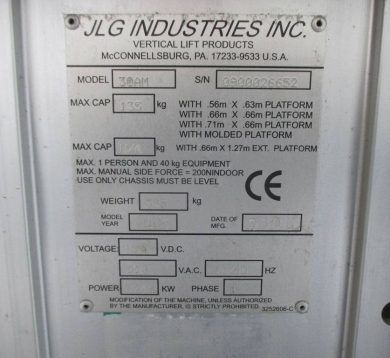 JLG INDUSTRIES INC.
VERTICAL LIFT PRODUCTS
McCONNELLSBURG, PA. 17233-9533 U.S.A.
MODEL 30AM S/N 0900026652
MAX CAP 135 kg WITH .56m X .63m PLATFORM
WITH .66m X .66m PLATFORM
WITH .71m X .66m PLATFORM
WITH MOLDED PLATFORM
MAX CAP N/A kg WITH .66m X 1.27m EXT. PLATFORM
MAX. 1 PERSON AND 40 kg EQUIPMENT
MAX. MANUAL SIDE FORCE = 200N INDOOR
USE ONLY CHASSIS MUST BE LEVEL
CE
WEIGHT kg
MODEL YEAR DATE OF MFG.
VOLTAGE: V.D.C.
V.A.C. HZ
POWER KW PHASE
MODIFICATION OF THE MACHINE, UNLESS AUTHORIZED
BY THE MANUFACTURER, IS STRICTLY PROHIBITED. 3252606-C